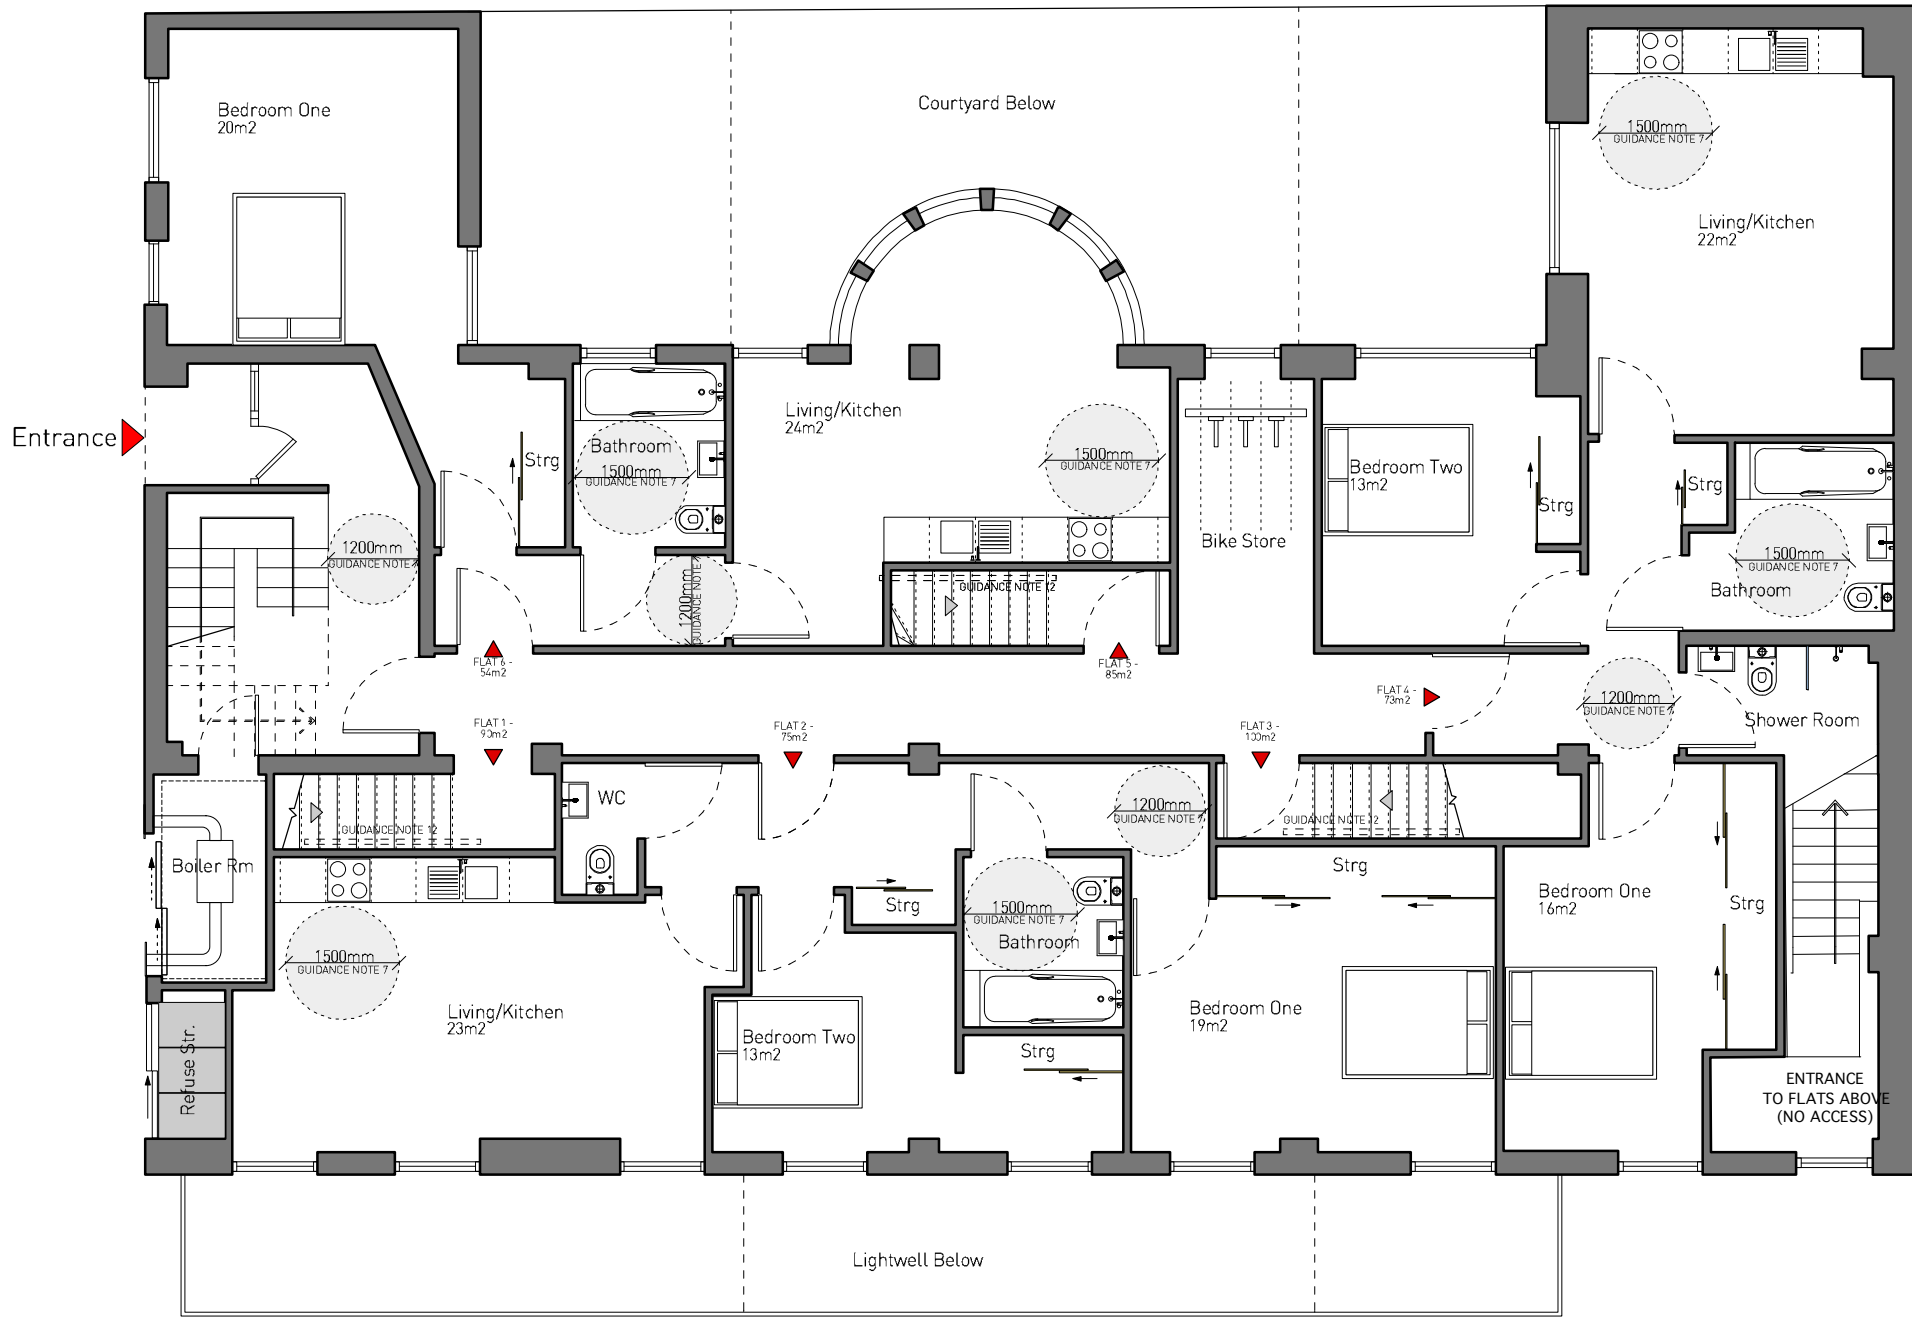 Bedroom One
20m2
Courtyard Below
1500mm
GUIDANCE NOTE 7
Living/Kitchen
22m2
Entrance
Strg
Bathroom
1500mm
GUIDANCE NOTE 7
Living/Kitchen
24m2
1500mm
GUIDANCE NOTE 7
Bike Store
Bedroom Two
13m2
Strg
Strg
1500mm
GUIDANCE NOTE 7
Bathroom
1200mm
GUIDANCE NOTE 7
1200mm
GUIDANCE NOTE 7
GUIDANCE NOTE 12
FLAT 6 -
54m2
FLAT 5 -
85m2
FLAT 4 -
73m2
1200mm
GUIDANCE NOTE 7
Shower Room
FLAT 1 -
90m2
FLAT 2 -
75m2
FLAT 3 -
100m2
WC
GUIDANCE NOTE 12
1200mm
GUIDANCE NOTE 7
GUIDANCE NOTE 12
Boiler Rm
Strg
Strg
Bedroom One
16m2
Strg
1500mm
GUIDANCE NOTE 7
Bathroom
1500mm
GUIDANCE NOTE 7
Living/Kitchen
23m2
Bedroom Two
13m2
Strg
Bedroom One
19m2
Refuse Str.
ENTRANCE
TO FLATS ABOVE
(NO ACCESS)
Lightwell Below